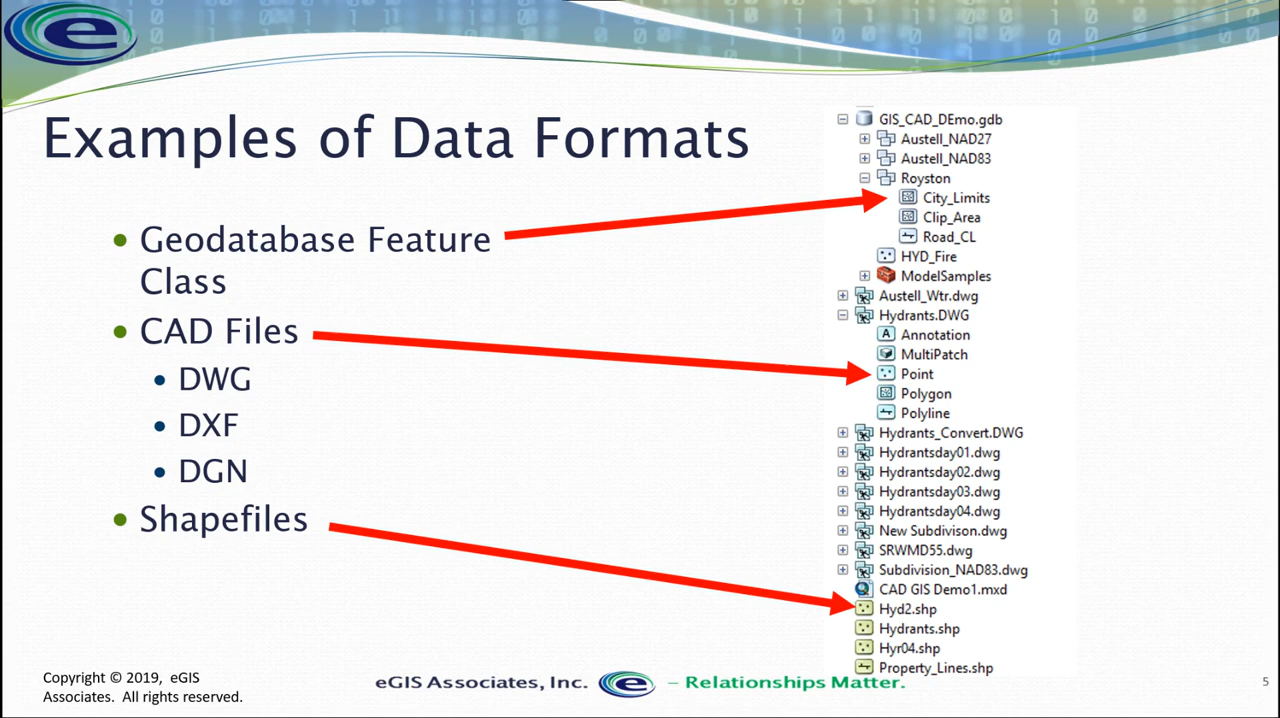 e
Examples of Data Formats
Geodatabase Feature
Class
CAD Files
DWG
DXF
DGN
Shapefiles
GIS_CAD_DEmo.gdb
Austell_NAD27
Austell_NAD83
Royston
City_Limits
Clip_Area
Road_CL
HYD_Fire
ModelSamples
Austell_Wtr.dwg
Hydrants.DWG
A Annotation
MultiPatch
Point
Polygon
Polyline
Hydrants_Convert.DWG
Hydrantsday01.dwg
Hydrantsday02.dwg
Hydrantsday03.dwg
Hydrantsday04.dwg
New Subdivison.dwg
SRWMD55.dwg
Subdivision_NAD83.dwg
CAD GIS Demo1.mxd
Hyd2.shp
Hydrants.shp
Hyr04.shp
Property_Lines.shp
Copyright © 2019, eGIS
Associates. All rights reserved.
eGIS Associates, Inc. e – Relationships Matter.
5